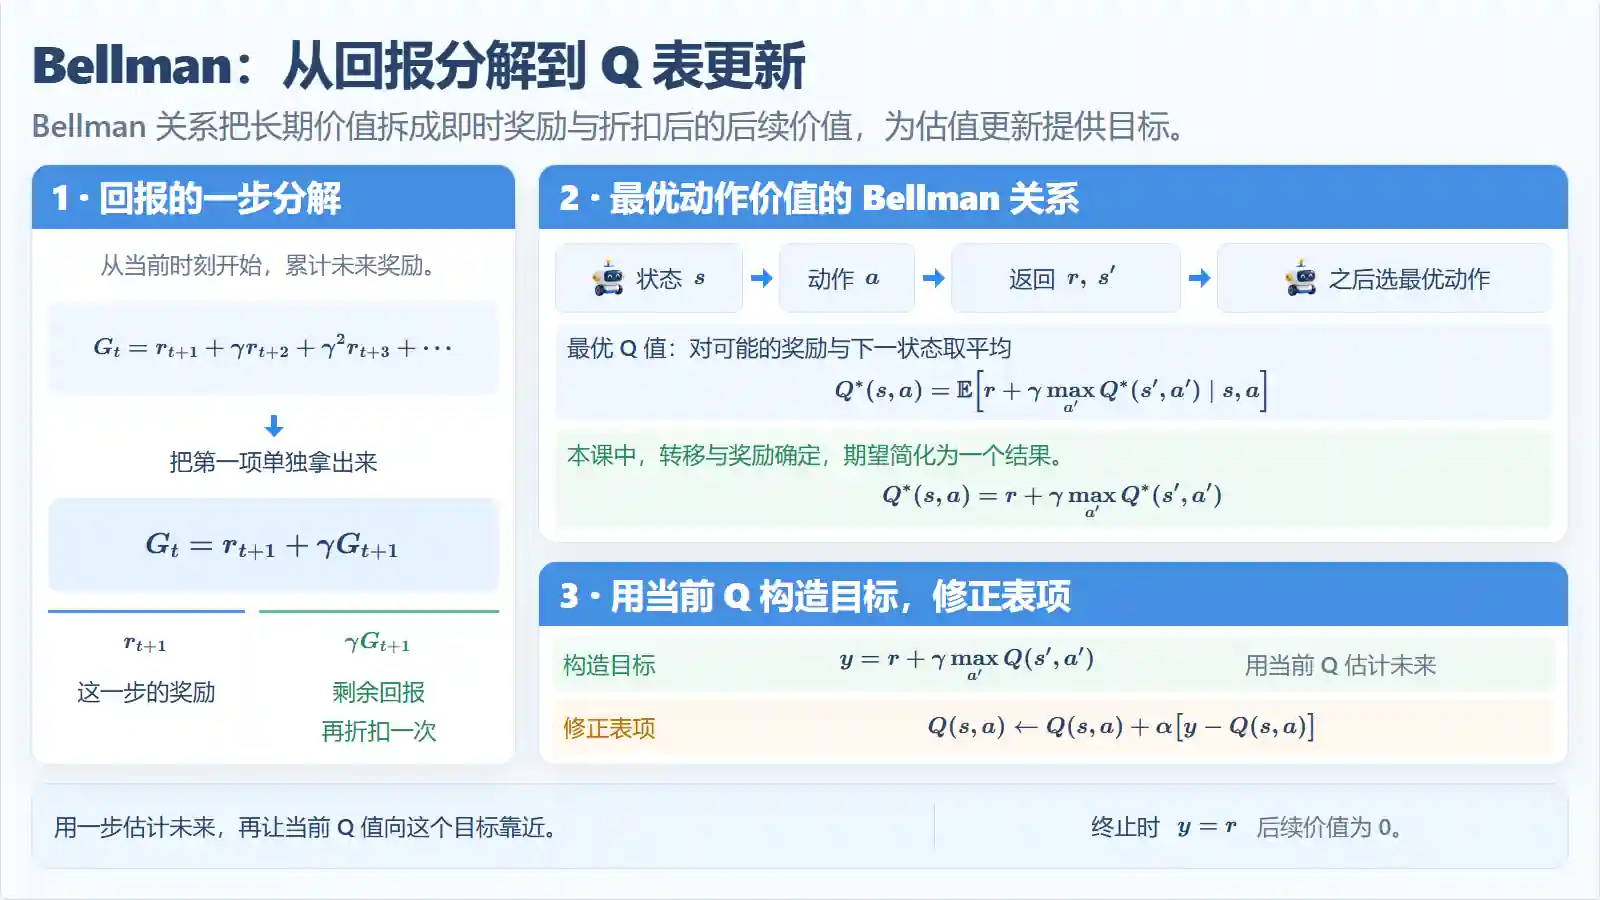 Bellman：从回报分解到 Q 表更新
Bellman 关系把长期价值拆成即时奖励与折扣后的后续价值，为估值更新提供目标。
1 · 回报的一步分解
从当前时刻开始，累计未来奖励。
G_t = r_{t+1} + γr_{t+2} + γ^2 r_{t+3} + ⋯
把第一项单独拿出来
G_t = r_{t+1} + γG_{t+1}
r_{t+1}
这一步的奖励
γG_{t+1}
剩余回报
再折扣一次
2 · 最优动作价值的 Bellman 关系
状态 s
动作 a
返回 r, s′
之后选最优动作
最优 Q 值：对可能的奖励与下一状态取平均
Q*(s, a) = 𝔼[r + γ max_{a′} Q*(s′, a′) | s, a]
本课中，转移与奖励确定，期望简化为一个结果。
Q*(s, a) = r + γ max_{a′} Q*(s′, a′)
3 · 用当前 Q 构造目标，修正表项
构造目标
y = r + γ max_{a′} Q(s′, a′)
用当前 Q 估计未来
修正表项
Q(s, a) ← Q(s, a) + α[y − Q(s, a)]
用一步估计未来，再让当前 Q 值向这个目标靠近。
终止时 y = r 后续价值为 0。